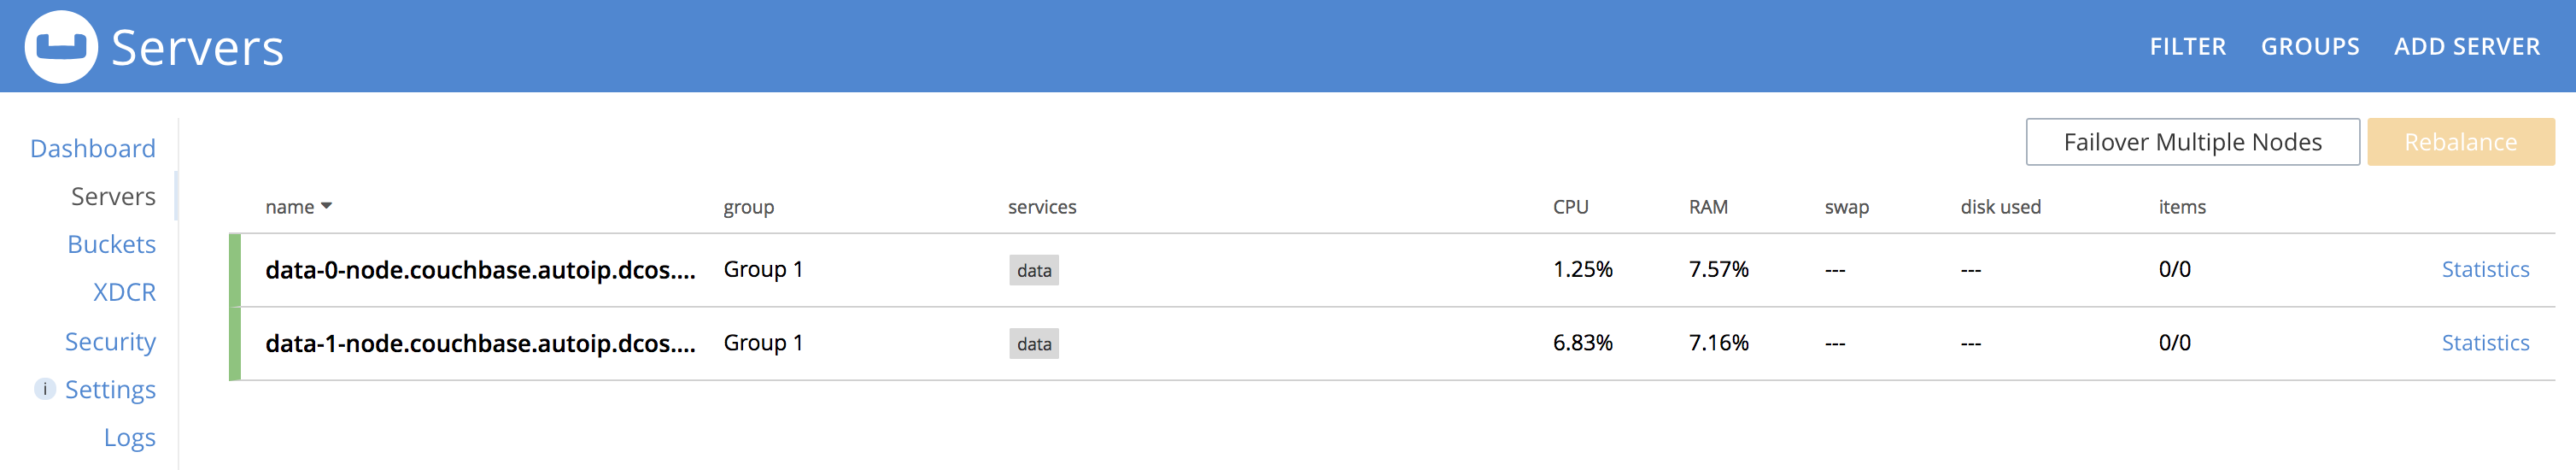 Servers FILTER GROUPS ADD SERVER
Failover Multiple Nodes Rebalance
Dashboard
Servers
Buckets
XDCR
Security
i Settings
Logs
name group services CPU RAM swap disk used items
data-0-node.couchbase.autoip.dcos.... Group 1 data 1.25% 7.57% --- --- 0/0 Statistics
data-1-node.couchbase.autoip.dcos.... Group 1 data 6.83% 7.16% --- --- 0/0 Statistics